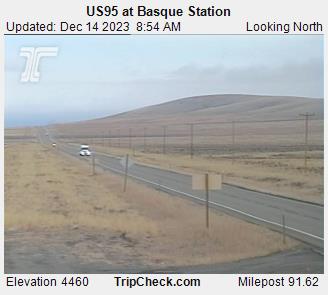 US95 at Basque Station
Updated: Dec 14 2023 8:54 AM Looking North
Elevation 4460 TripCheck.com Milepost 91.62